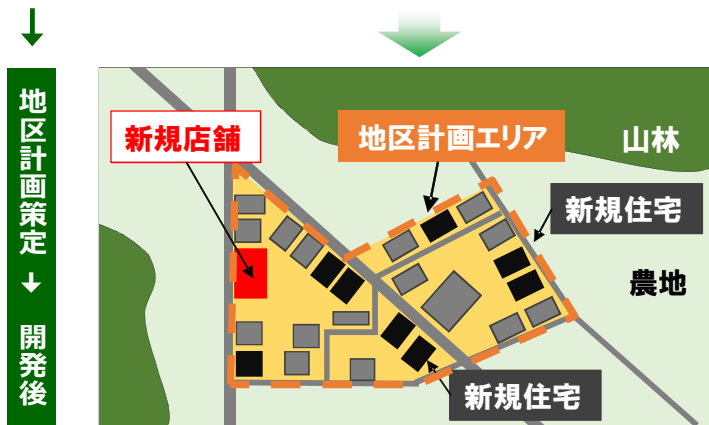 地区計画策定
↓
開発後
新規店舗
地区計画エリア
山林
新規住宅
農地
新規住宅